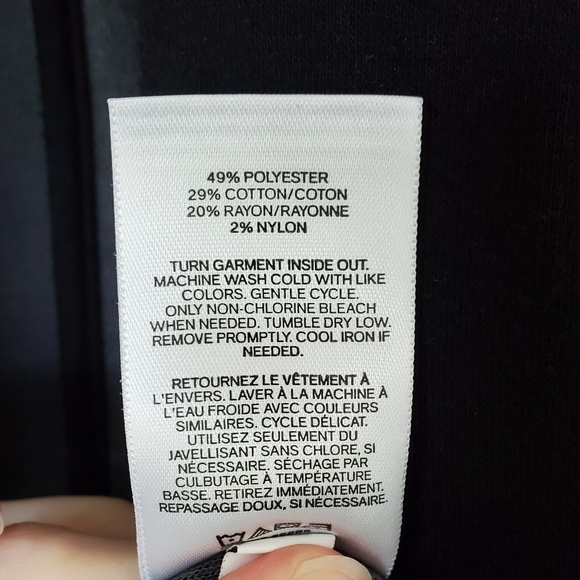 49% POLYESTER
29% COTTON/COTON
20% RAYON/RAYONNE
2% NYLON
TURN GARMENT INSIDE OUT.
MACHINE WASH COLD WITH LIKE
COLORS. GENTLE CYCLE.
ONLY NON-CHLORINE BLEACH
WHEN NEEDED. TUMBLE DRY LOW.
REMOVE PROMPTLY. COOL IRON IF
NEEDED.
RETOURNEZ LE VÊTEMENT À
L'ENVERS. LAVER À LA MACHINE À
L'EAU FROIDE AVEC COULEURS
SIMILAIRES. CYCLE DÉLICAT.
UTILISEZ SEULEMENT DU
JAVELLISANT SANS CHLORE, SI
NÉCESSAIRE. SÉCHAGE PAR
CULBUTAGE À TEMPERATURE
BASSE. RETIREZ IMMÉDIATEMENT.
REPASSAGE DOUX, SI NÉCESSAIRE.